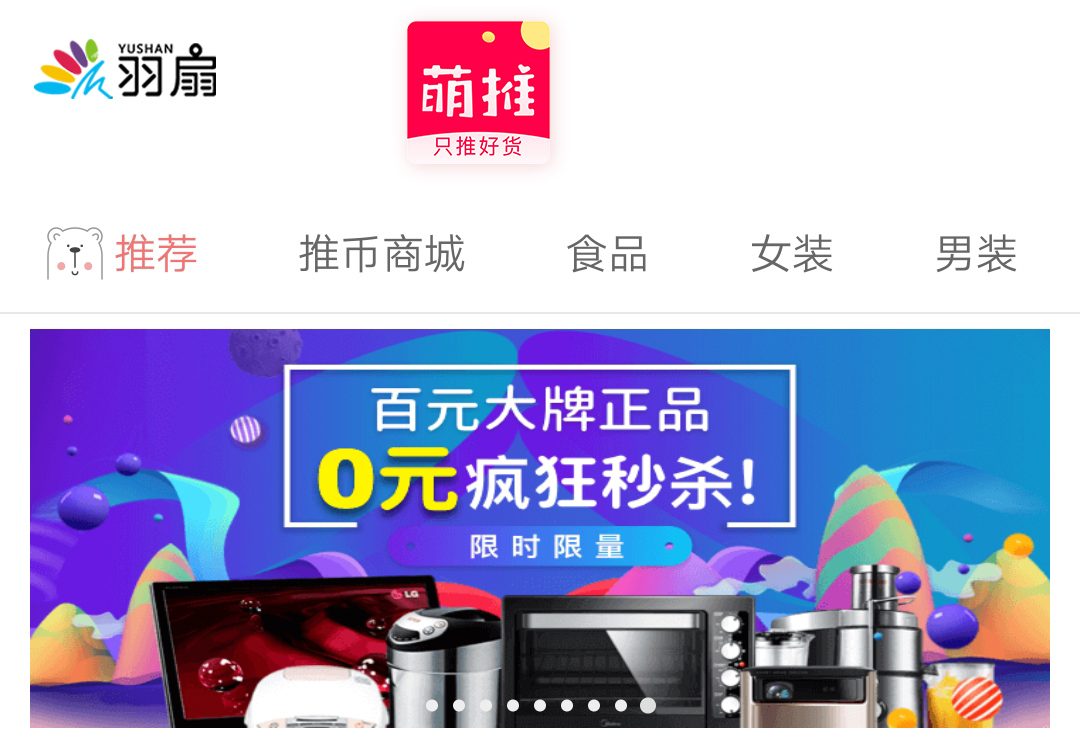 YUSHAN
羽扇
萌推
只推好货
推荐
推币商城
食品
女装
男装
百元大牌正品
0元疯狂秒杀!
限时限量
LG
Midea